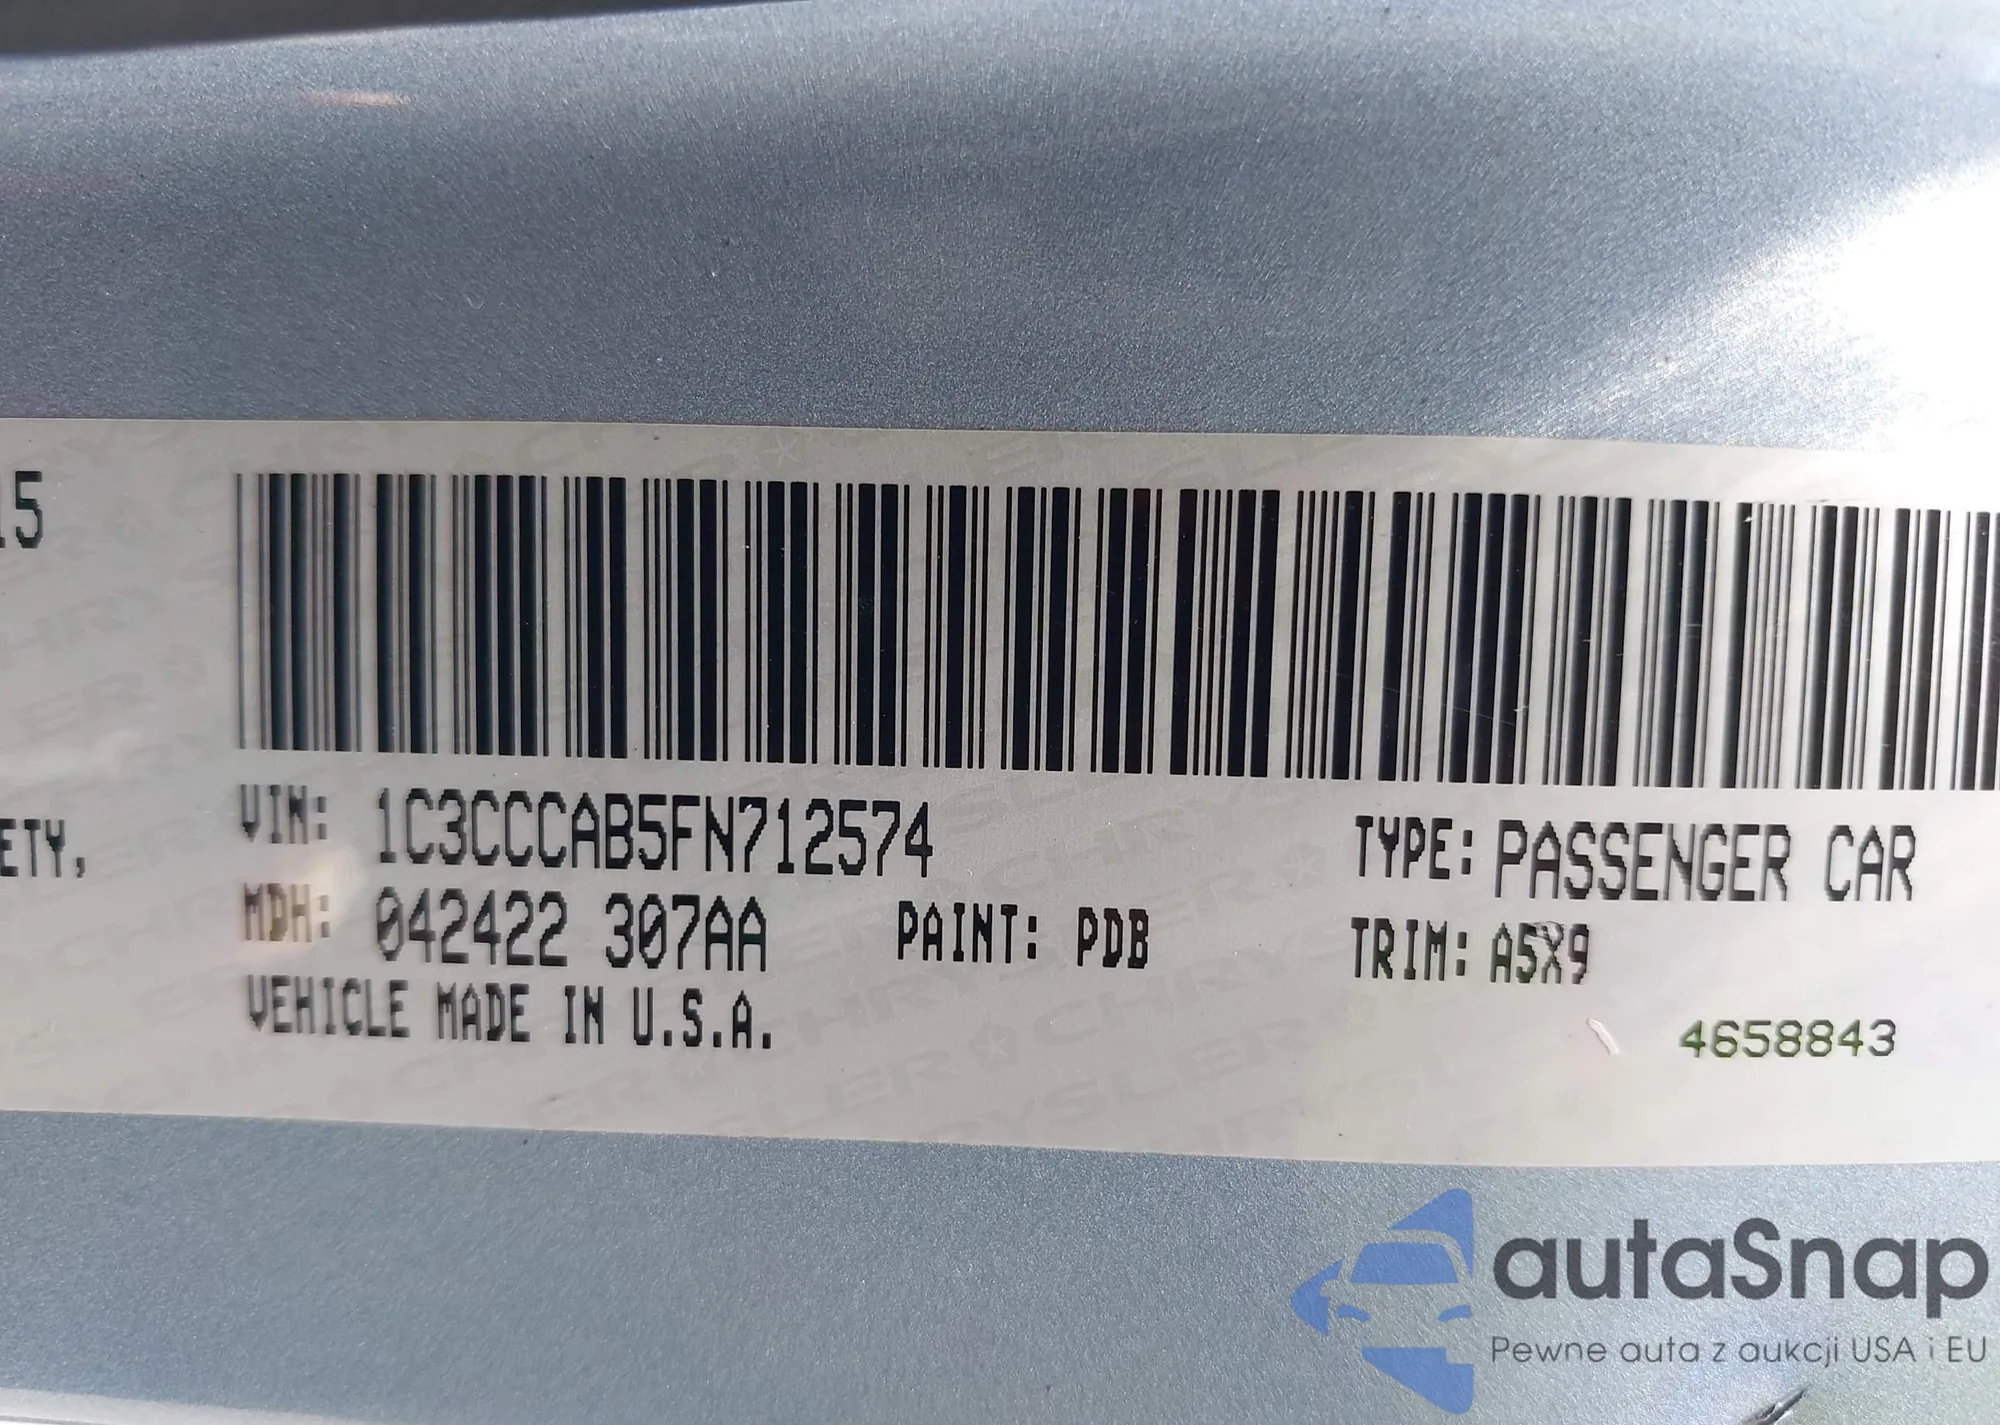 15
ETY,
VIN: 1C3CCCAB5FN712574
TYPE: PASSENGER CAR
MDH: 042422 307AA
PAINT: PDB
TRIM: A5X9
VEHICLE MADE IN U.S.A.
4658843
autaSnap
Pewne auta z aukcji USA i EU